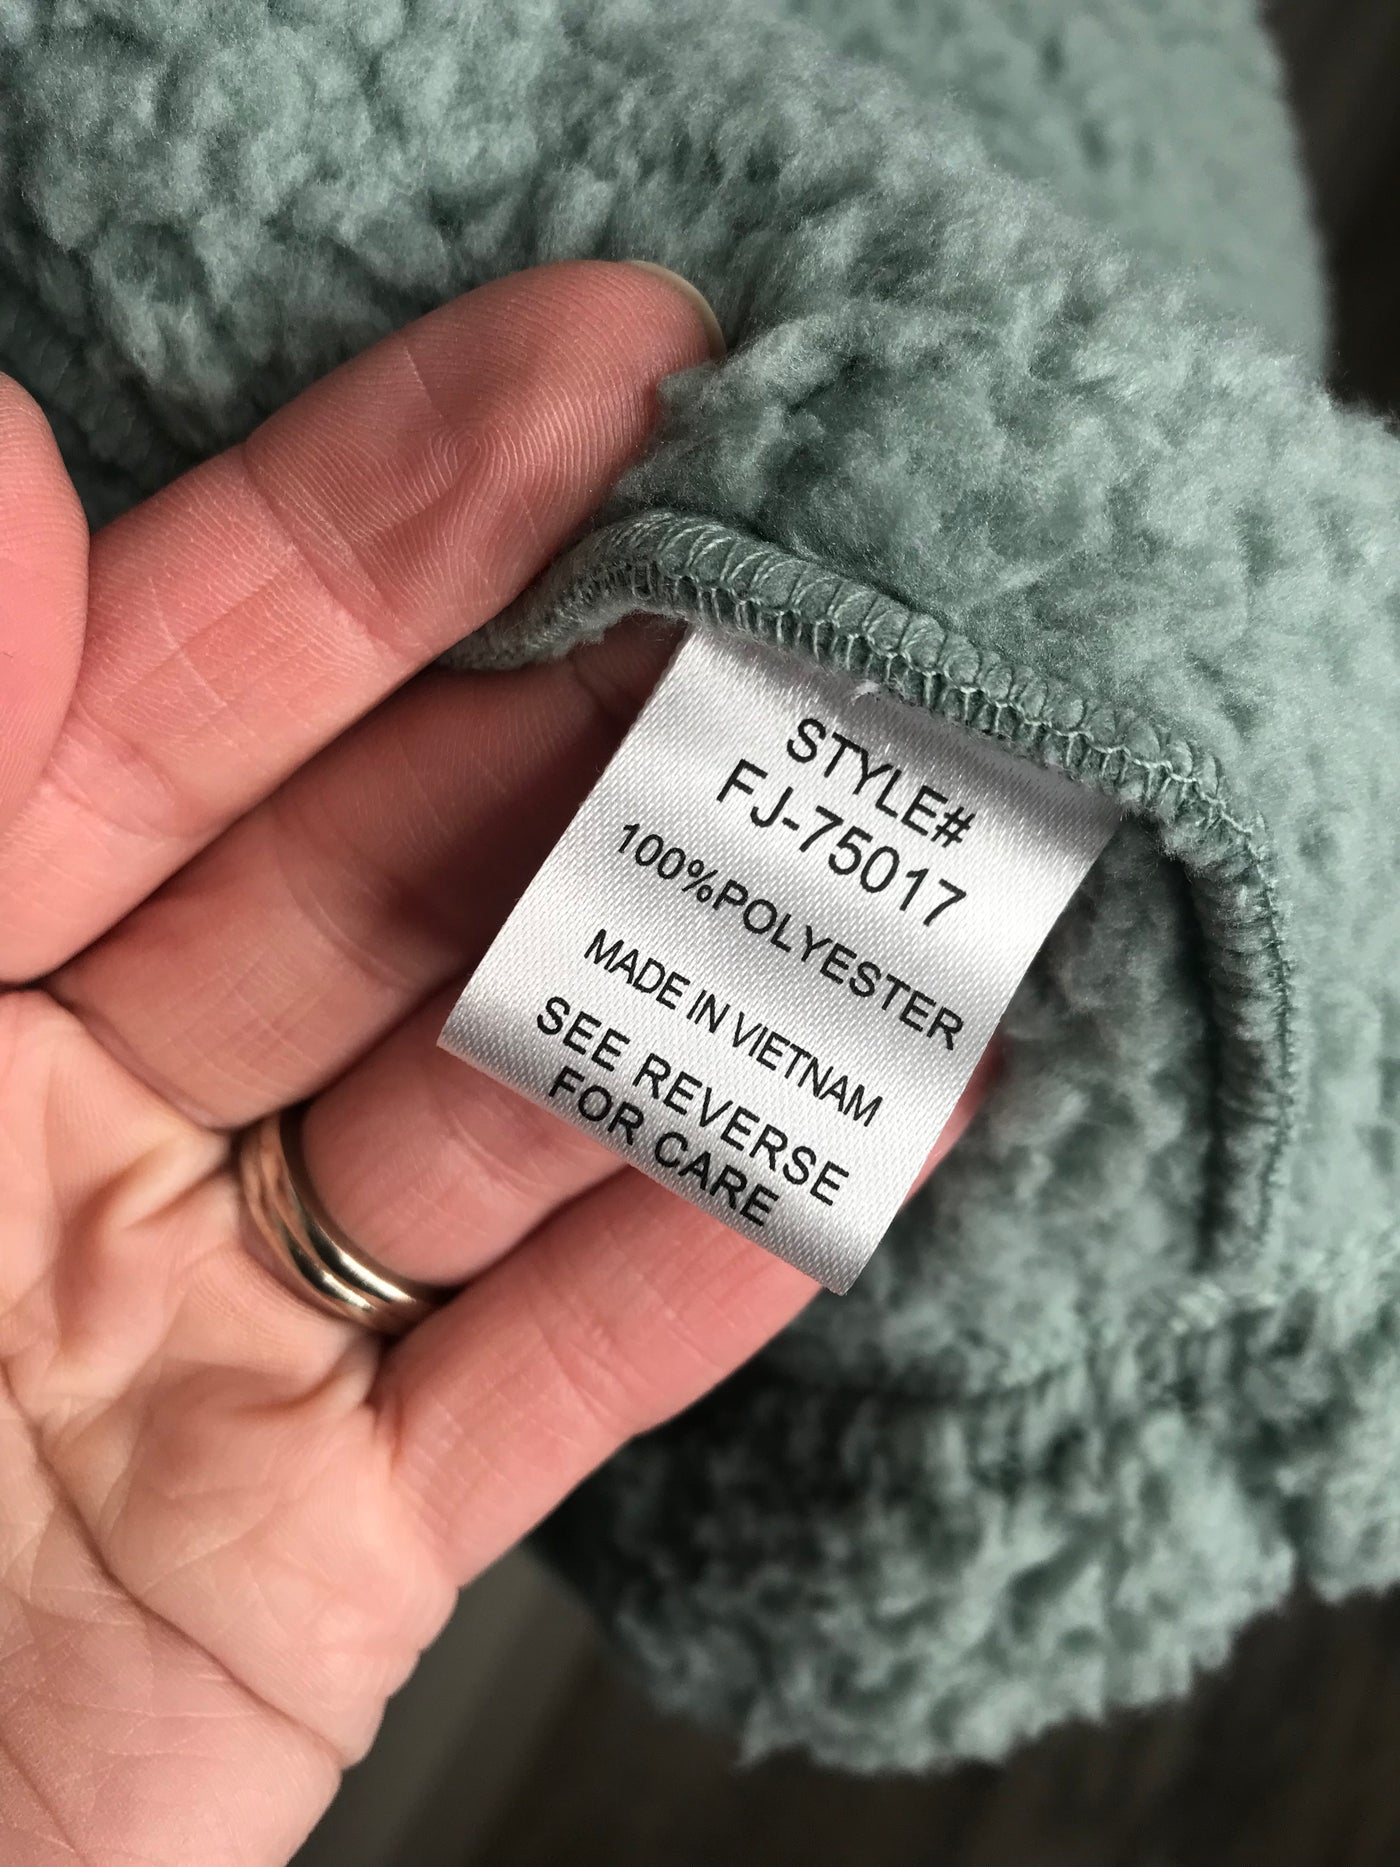 STYLE#
FJ-75017
100%POLYESTER
MADE IN VIETNAM
SEE REVERSE
FOR CARE